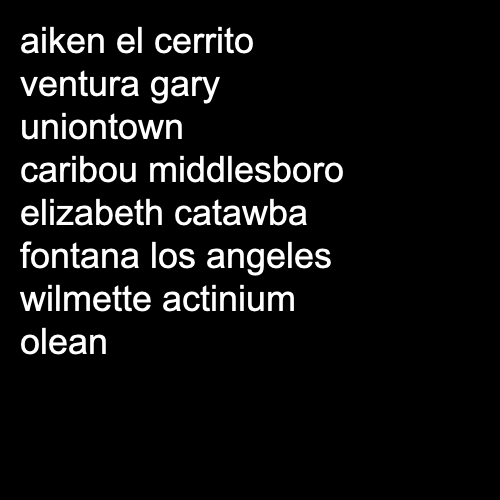 aiken el cerrito
ventura gary
uniontown
caribou middlesboro
elizabeth catawba
fontana los angeles
wilmette actinium
olean